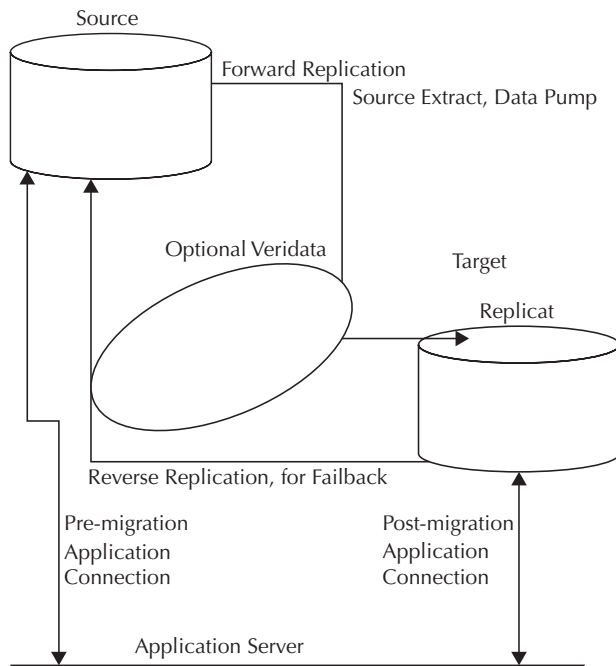 Source
Forward Replication
Source Extract, Data Pump
Optional Veridata
Target
Replicat
Reverse Replication, for Failback
Pre-migration
Application
Connection
Post-migration
Application
Connection
Application Server